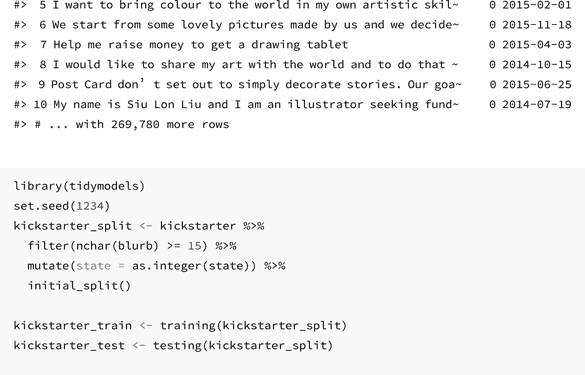 #>  5 I want to bring colour to the world in my own artistic skil~     0 2015-02-01
#>  6 We start from some lovely pictures made by us and we decide~     0 2015-11-18
#>  7 Help me raise money to get a drawing tablet                      0 2015-04-03
#>  8 I would like to share my art with the world and to do that ~     0 2014-10-15
#>  9 Post Card don’t set out to simply decorate stories. Our goa~     0 2015-06-25
#> 10 My name is Siu Lon Liu and I am an illustrator seeking fund~     0 2014-07-19
#> # ... with 269,780 more rows
library(tidymodels)
set.seed(1234)
kickstarter_split <- kickstarter %>%
  filter(nchar(blurb) >= 15) %>%
  mutate(state = as.integer(state)) %>%
  initial_split()
kickstarter_train <- training(kickstarter_split)
kickstarter_test <- testing(kickstarter_split)